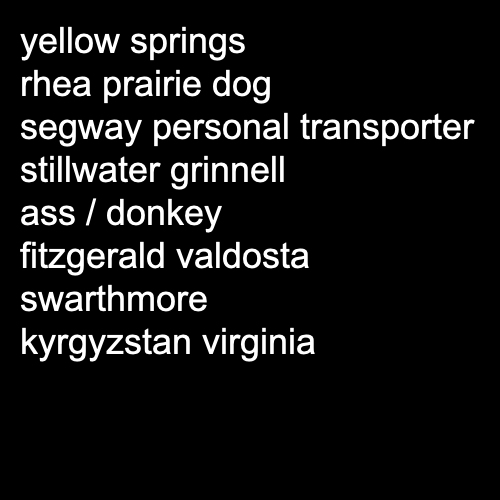 yellow springs
rhea prairie dog
segway personal transporter
stillwater grinnell
ass / donkey
fitzgerald valdosta
swarthmore
kyrgyzstan virginia